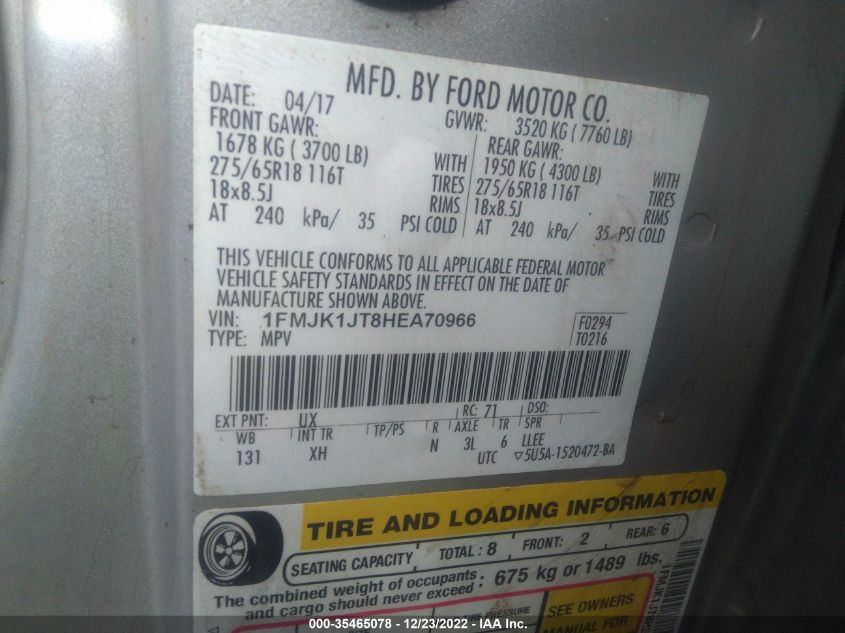 MFD. BY FORD MOTOR CO.
DATE: 04/17 GVWR: 3520 KG ( 7760 LB)
FRONT GAWR: REAR GAWR:
1678 KG ( 3700 LB) WITH 1950 KG ( 4300 LB) WITH
275/65R18 116T TIRES 275/65R18 116T TIRES
18x8.5J RIMS 18x8.5J RIMS
AT 240 kPa/ 35 PSI COLD AT 240 kPa/ 35 PSI COLD
THIS VEHICLE CONFORMS TO ALL APPLICABLE FEDERAL MOTOR
VEHICLE SAFETY STANDARDS IN EFFECT ON THE DATE OF
MANUFACTURE SHOWN ABOVE.
VIN: 1FMJK1JT8HEA70966 F0294
TYPE: MPV T0216
EXT PNT: UX RC: 71 DSO:
WB INT TR TP/PS R AXLE TR SPR
131 XH N 3L 6 LLEE
UTC ▽5U5A-1520472-BA
TIRE AND LOADING INFORMATION
SEATING CAPACITY TOTAL : 8 FRONT: 2 REAR: 6
The combined weight of occupants
and cargo should never exceed : 675 kg or 1489 lbs.
PRESSURE SEE OWNERS
MANUAL FOR
000-35465078 - 12/23/2022 - IAA Inc.